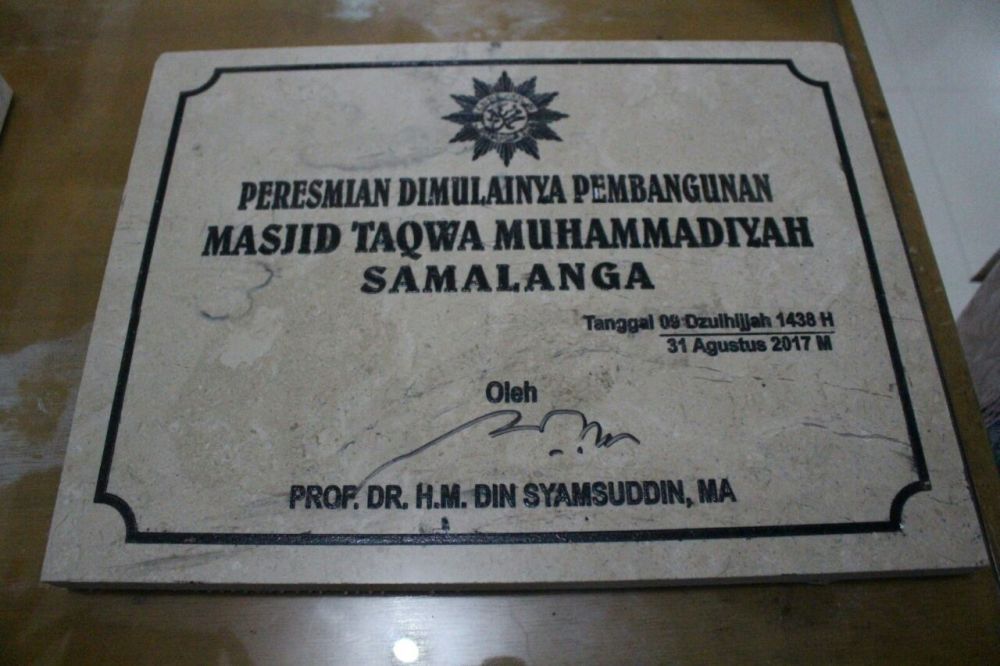 PERESMIAN DIMULAINYA PEMBANGUNAN
MASJID TAQWA MUHAMMADIYAH
SAMALANGA
Tanggal 09 Dzulhijjah 1438 H
31 Agustus 2017 M
Oleh
PROF. DR. H.M. DIN SYAMSUDDIN, MA